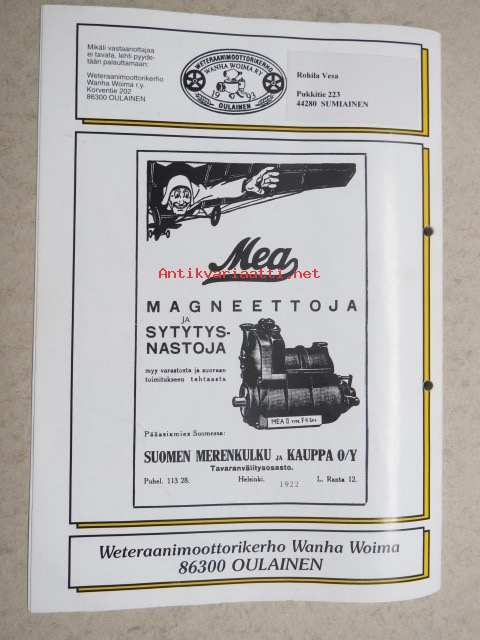 Mikäli vastaanottajaa
ei tavata, lehti pyyde-
tään palauttamaan:
Weteraanimoottorikerho
Wanha Woima r.y.
Korventie 202
86300 OULAINEN
WETERAANIMOOTTORIKERHO
WANHA WOIMA RY
19 93
OULAINEN
Rohila Vesa
Pukkitie 223
44280 SUMIAINEN
Mea
Antikvariaatti.net
MAGNEETTOJA
JA
SYTYTYS-
NASTOJA
myy varastosta ja suoraan
toimitukseen tehtaasta
MEA II
Pääasiamies Suomessa:
SUOMEN MERENKULKU JA KAUPPA O/Y
Tavaranvälitysosasto.
Puhel. 113 28. Helsinki. L. Ranta 12.
1922
Weteraanimoottorikerho Wanha Woima
86300 OULAINEN